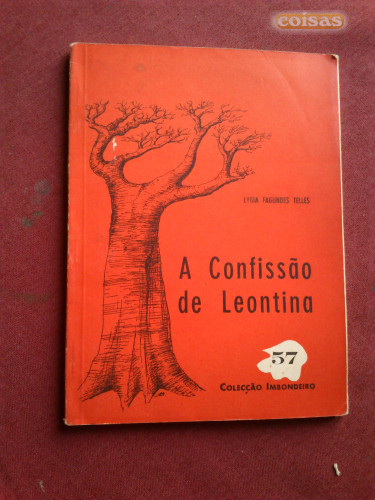 coisas
LYGIA FAGUNDES TELLES
A Confissão
de Leontina
57
COLECÇÃO IMBONDEIRO